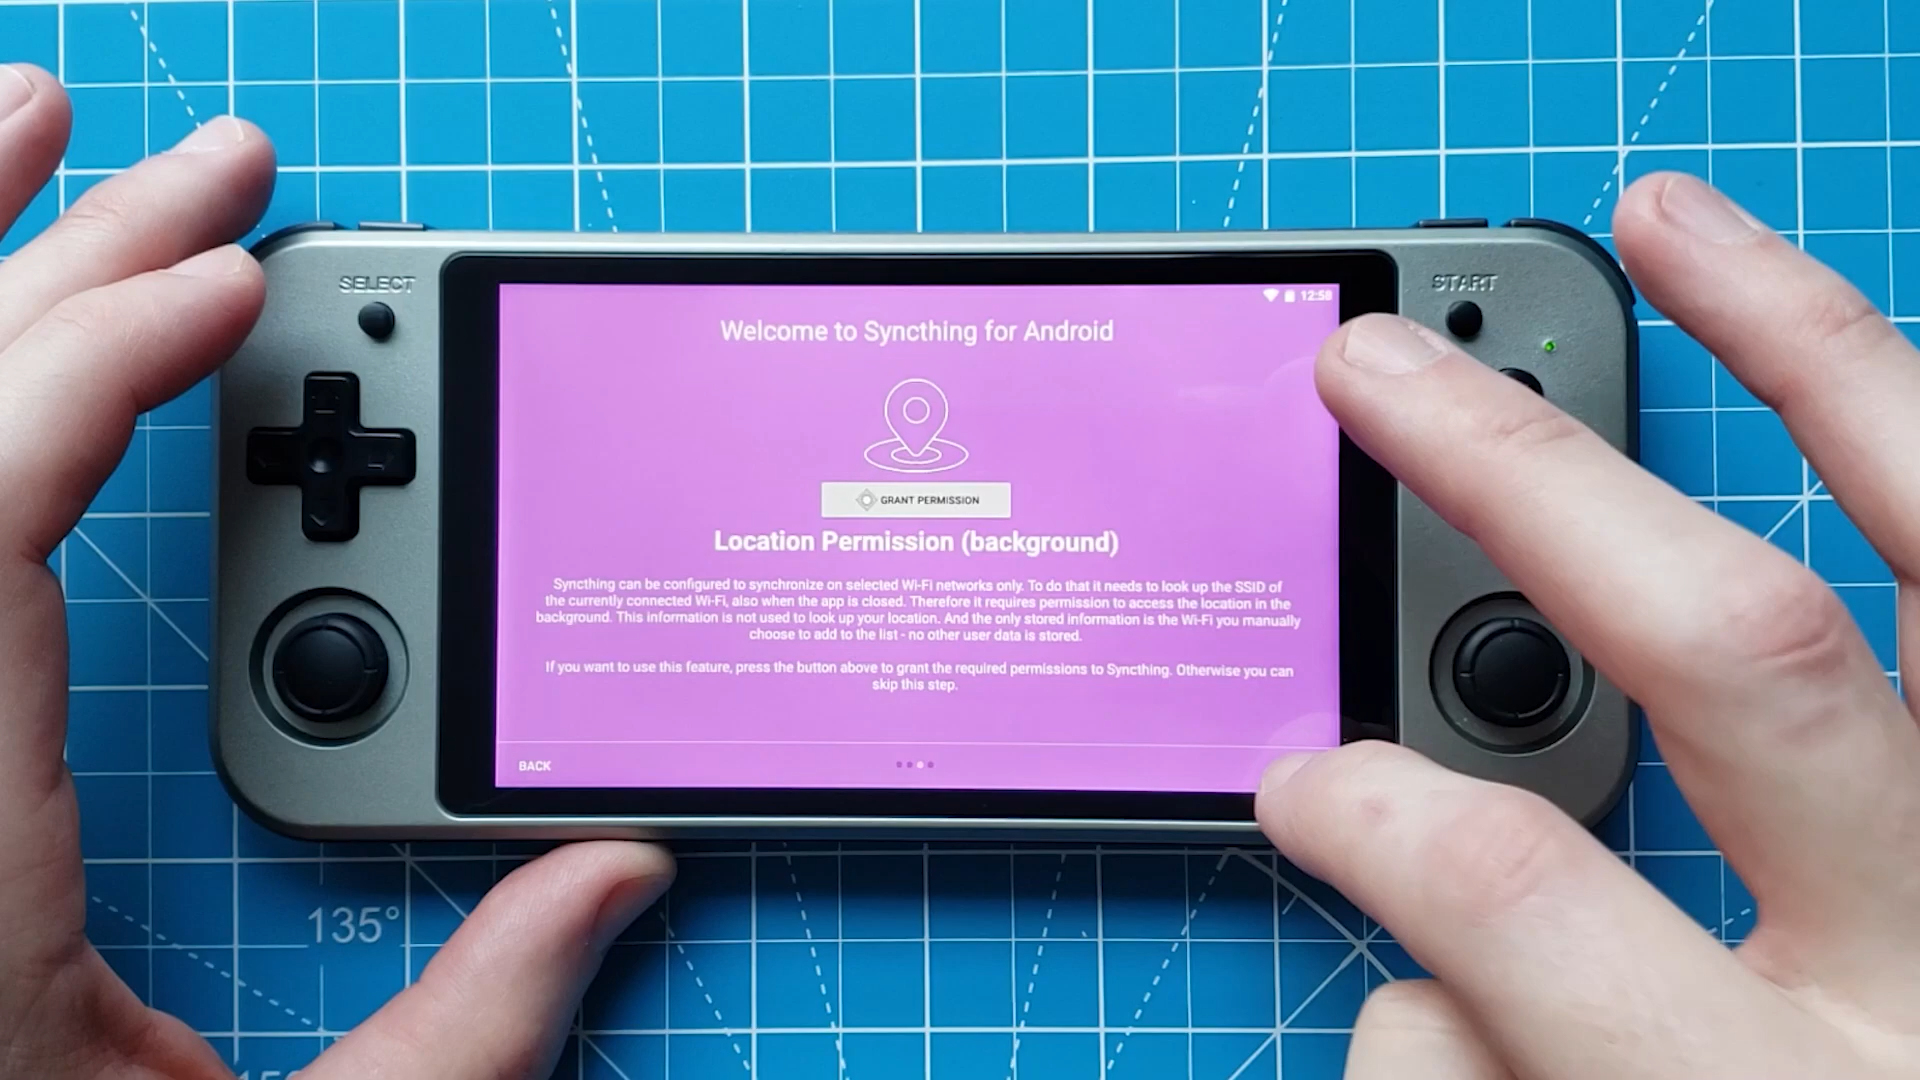 SELECT
START
12:58
Welcome to Syncthing for Android
GRANT PERMISSION
Location Permission (background)
Syncthing can be configured to synchronize on selected Wi-Fi networks only. To do that it needs to look up the SSID of
the currently connected Wi-Fi, also when the app is closed. Therefore it requires permission to access the location in the
background. This information is not used to look up your location. And the only stored information is the Wi-Fi you manually
choose to add to the list - no other user data is stored.
If you want to use this feature, press the button above to grant the required permissions to Syncthing. Otherwise you can
skip this step.
BACK
135°